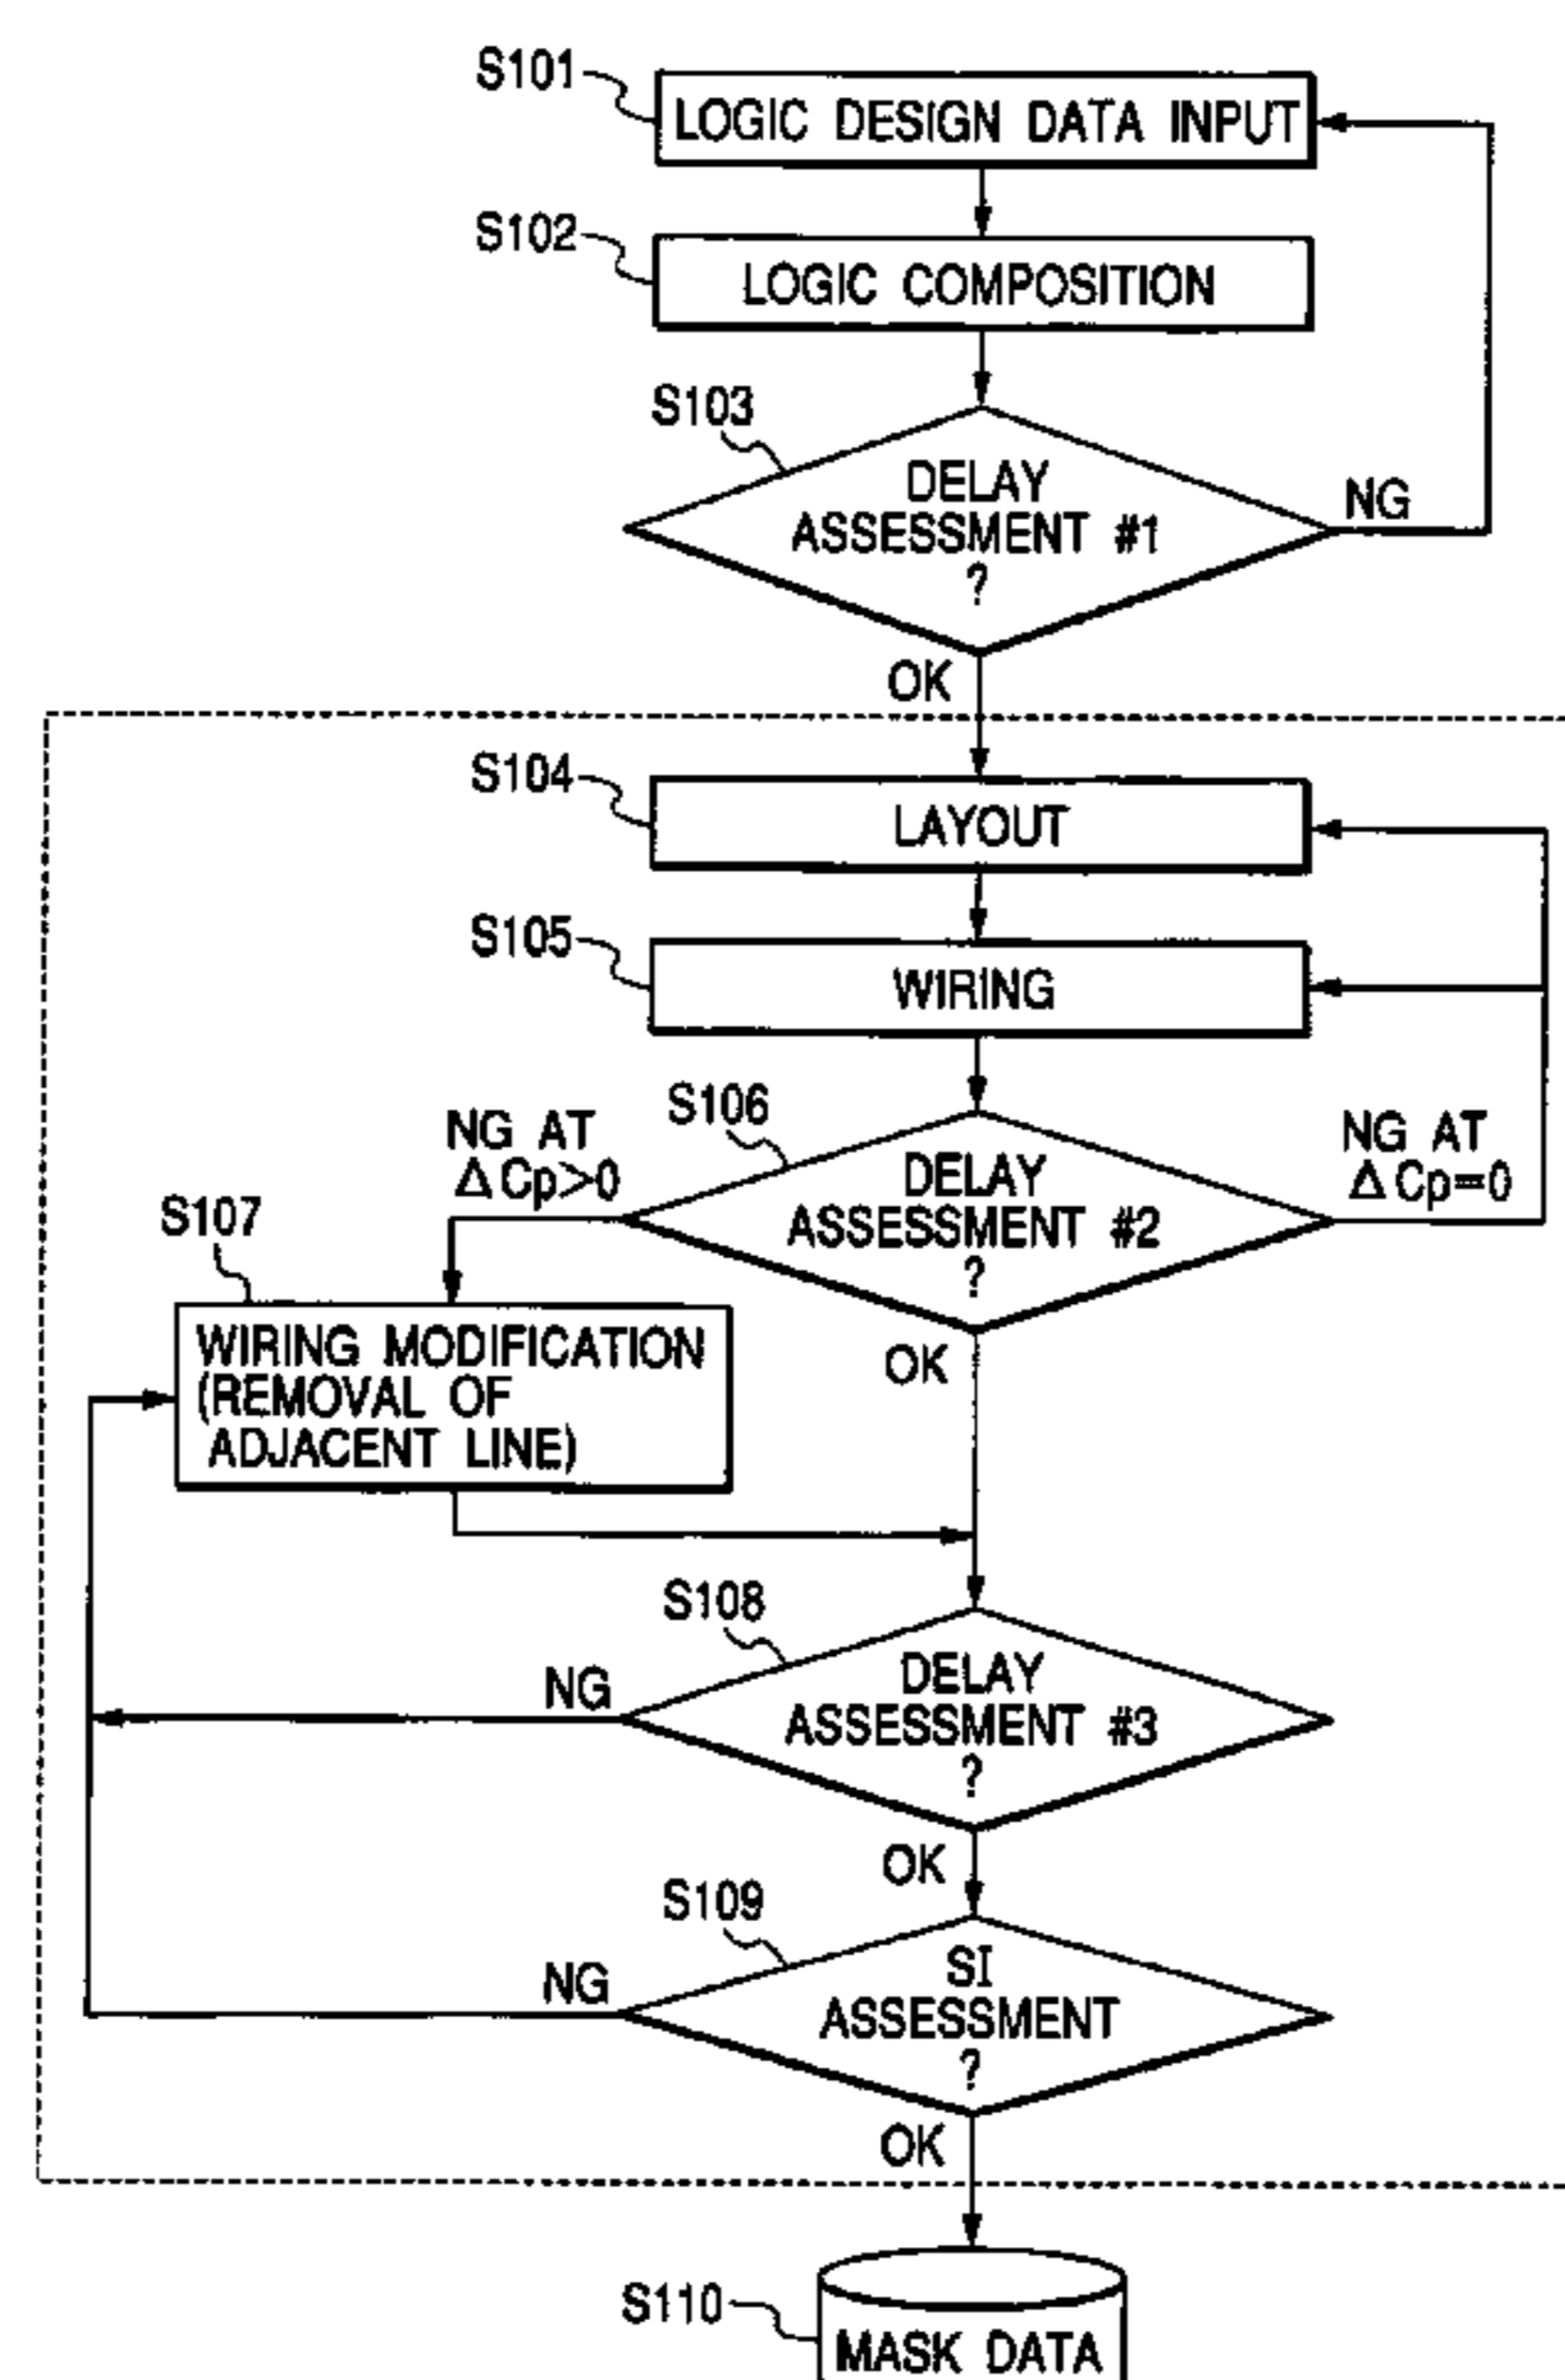 S101
LOGIC DESIGN DATA INPUT
S102
LOGIC COMPOSITION
S103
DELAY
ASSESSMENT #1
?
NG
OK
S104
LAYOUT
S105
WIRING
S106
NG AT
ΔCp>0
DELAY
ASSESSMENT #2
?
NG AT
ΔCp=0
S107
WIRING MODIFICATION
(REMOVAL OF
ADJACENT LINE)
OK
S108
NG
DELAY
ASSESSMENT #3
?
OK
S109
NG
SI
ASSESSMENT
?
OK
S110
MASK DATA